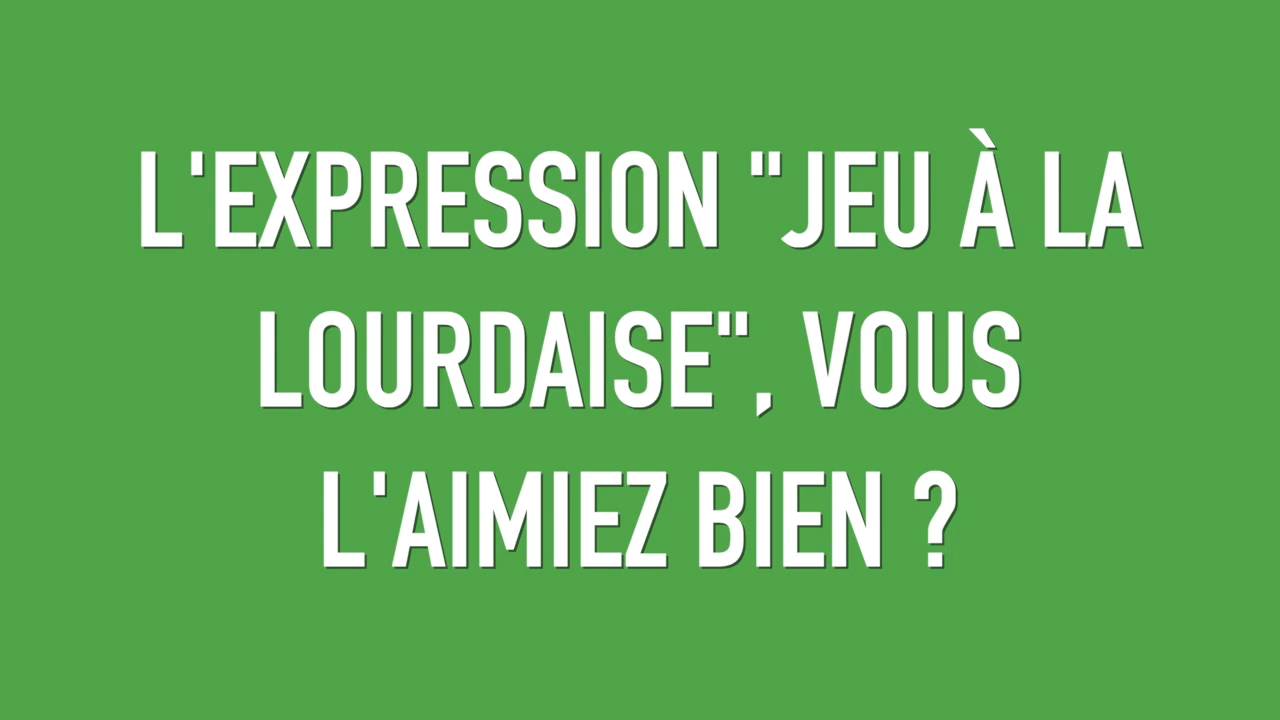 L'EXPRESSION "JEU À LA
LOURDAISE", VOUS
L'AIMIEZ BIEN ?